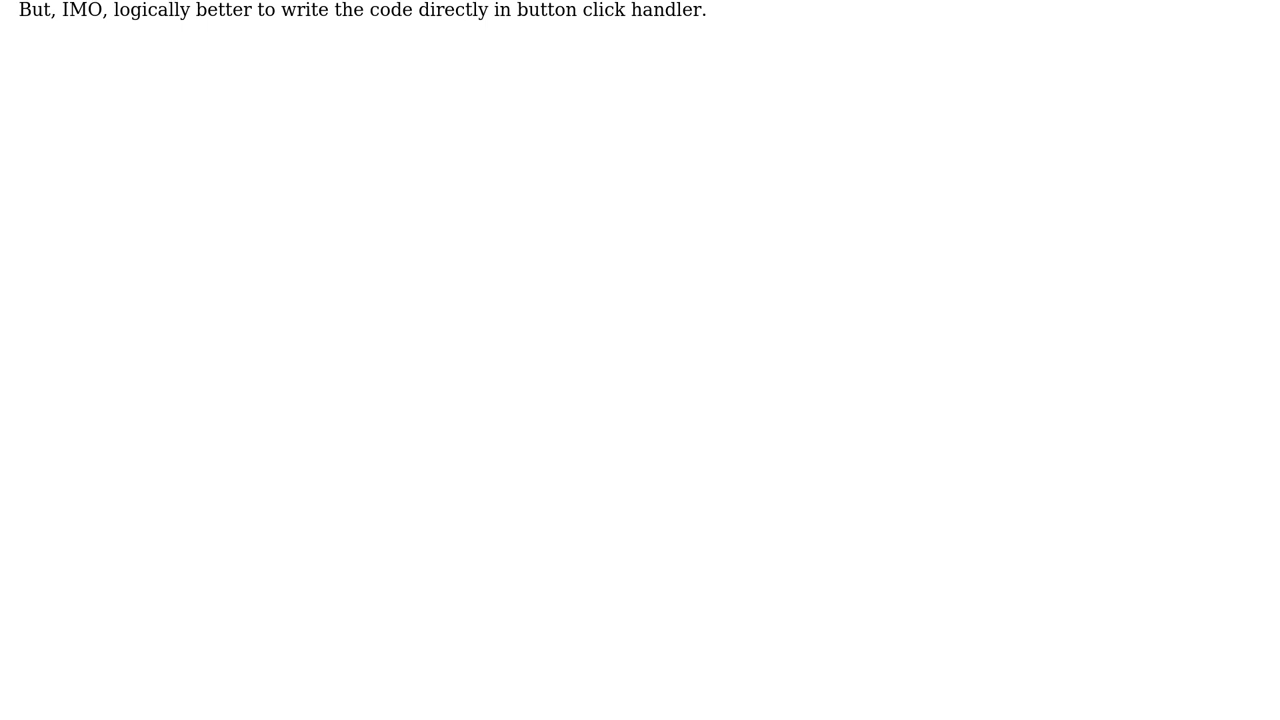 But, IMO, logically better to write the code directly in button click handler.